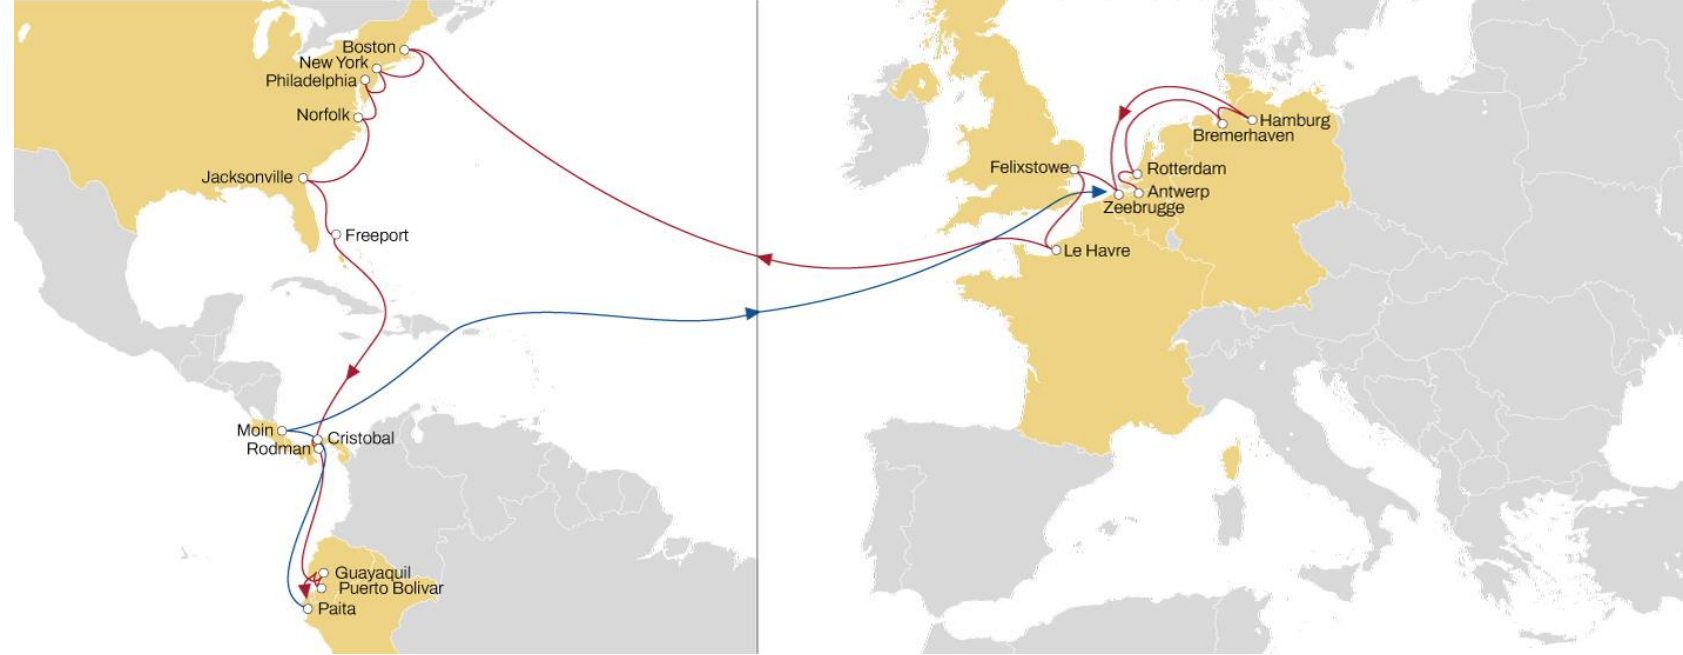 Boston
New York
Philadelphia
Norfolk
Jacksonville
Freeport
Moin
Cristobal
Rodman
Guayaquil
Puerto Bolivar
Paita
Hamburg
Bremerhaven
Felixstowe
Rotterdam
Antwerp
Zeebrugge
Le Havre